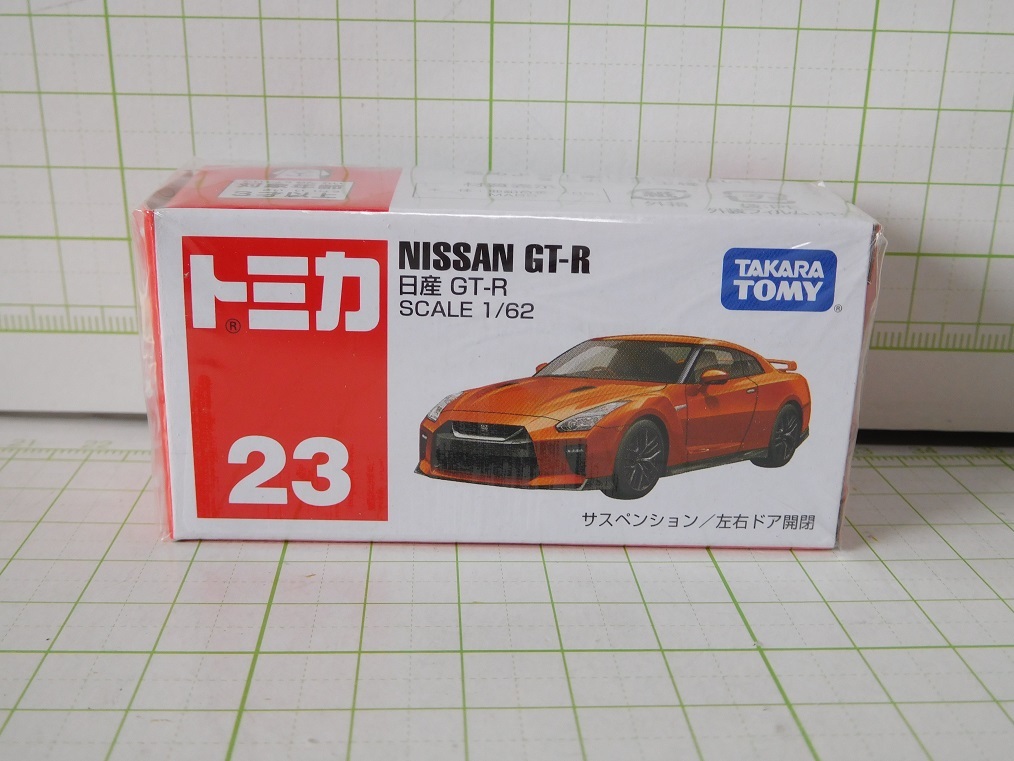 トミカ
®
23
NISSAN GT-R
日産 GT-R
SCALE 1/62
TAKARA
TOMY
®
サスペンション/左右ドア開閉